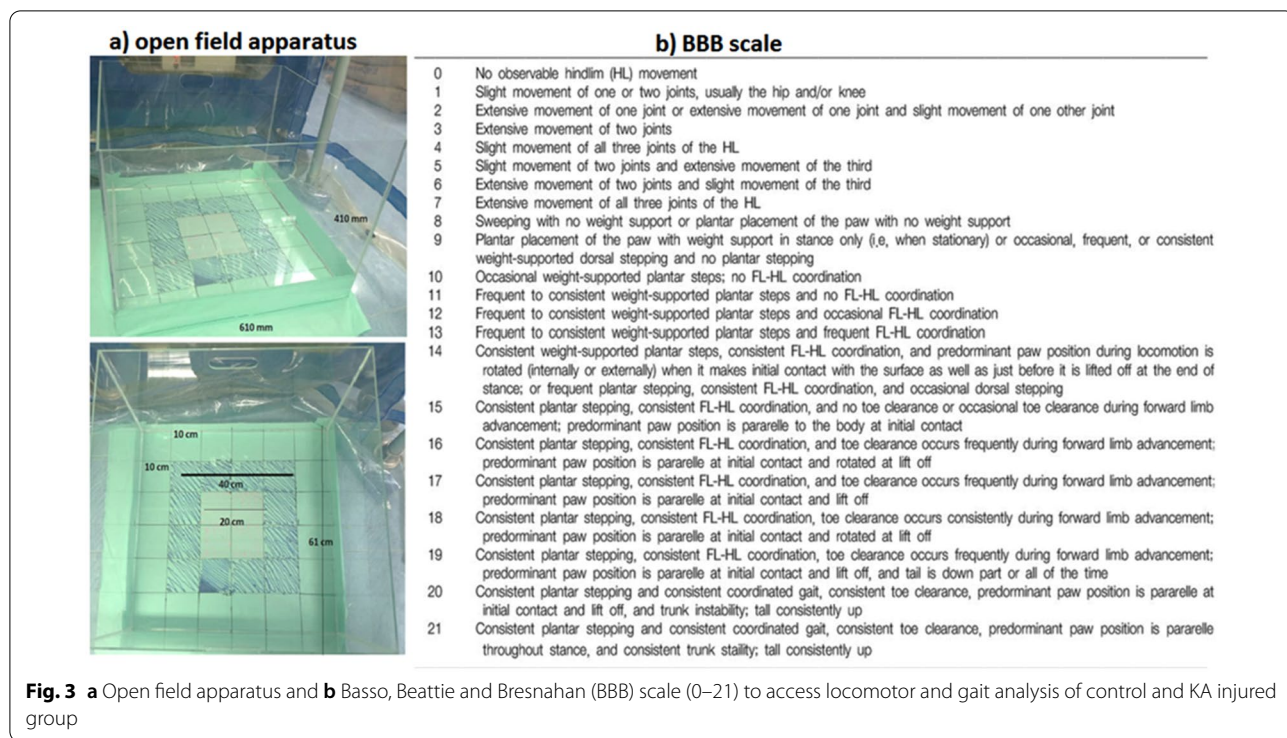 a) open field apparatus
b) BBB scale
410 mm
610 mm
10 cm
10 cm
40 cm
20 cm
61 cm
0 No observable hindlim (HL) movement
1 Slight movement of one or two joints, usually the hip and/or knee
2 Extensive movement of one joint or extensive movement of one joint and slight movement of one other joint
3 Extensive movement of two joints
4 Slight movement of all three joints of the HL
5 Slight movement of two joints and extensive movement of the third
6 Extensive movement of two joints and slight movement of the third
7 Extensive movement of all three joints of the HL
8 Sweeping with no weight support or plantar placement of the paw with no weight support
9 Plantar placement of the paw with weight support in stance only (i.e, when stationary) or occasional, frequent, or consistent
weight-supported dorsal stepping and no plantar stepping
10 Occasional weight-supported plantar steps; no FL-HL coordination
11 Frequent to consistent weight-supported plantar steps and no FL-HL coordination
12 Frequent to consistent weight-supported plantar steps and occasional FL-HL coordination
13 Frequent to consistent weight-supported plantar steps and frequent FL-HL coordination
14 Consistent weight-supported plantar steps, consistent FL-HL coordination, and predominant paw position during locomotion is
rotated (internally or externally) when it makes initial contact with the surface as well as just before it is lifted off at the end of
stance; or frequent plantar stepping, consistent FL-HL coordination, and occasional dorsal stepping
15 Consistent plantar stepping, consistent FL-HL coordination, and no toe clearance or occasional toe clearance during forward limb
advancement; predominant paw position is pararelle to the body at initial contact
16 Consistent plantar stepping, consistent FL-HL coordination, and toe clearance occurs frequently during forward limb advancement;
predominant paw position is pararelle at initial contact and rotated at lift off
17 Consistent plantar stepping, consistent FL-HL coordination, and toe clearance occurs frequently during forward limb advancement;
predominant paw position is pararelle at initial contact and lift off
18 Consistent plantar stepping, consistent FL-HL coordination, toe clearance occurs consistently during forward limb advancement;
predominant paw position is pararelle at initial contact and rotated at lift off
19 Consistent plantar stepping, consistent FL-HL coordination, toe clearance occurs frequently during forward limb advancement;
predominant paw position is pararelle at initial contact and lift off, and tail is down part or all of the time
20 Consistent plantar stepping and consistent coordinated gait, consistent toe clearance, predominant paw position is pararelle at
initial contact and lift off, and trunk instability; tall consistently up
21 Consistent plantar stepping and consistent coordinated gait, consistent toe clearance, predominant paw position is pararelle
throughout stance, and consistent trunk staility; tall consistently up
Fig. 3 a Open field apparatus and b Basso, Beattie and Bresnahan (BBB) scale (0–21) to access locomotor and gait analysis of control and KA injured
group